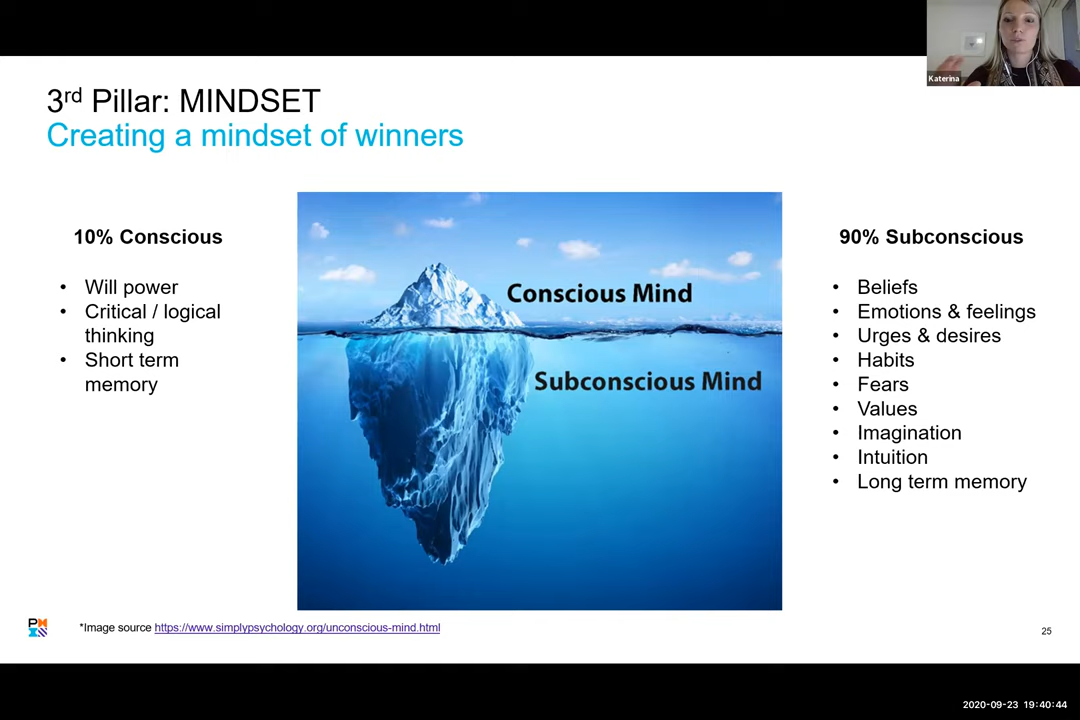 Katerina
3rd Pillar: MINDSET
Creating a mindset of winners
10% Conscious
• Will power
• Critical / logical
thinking
• Short term
memory
Conscious Mind
Subconscious Mind
90% Subconscious
• Beliefs
• Emotions & feelings
• Urges & desires
• Habits
• Fears
• Values
• Imagination
• Intuition
• Long term memory
*Image source https://www.simplypsychology.org/unconscious-mind.html
25
2020-09-23 19:40:44